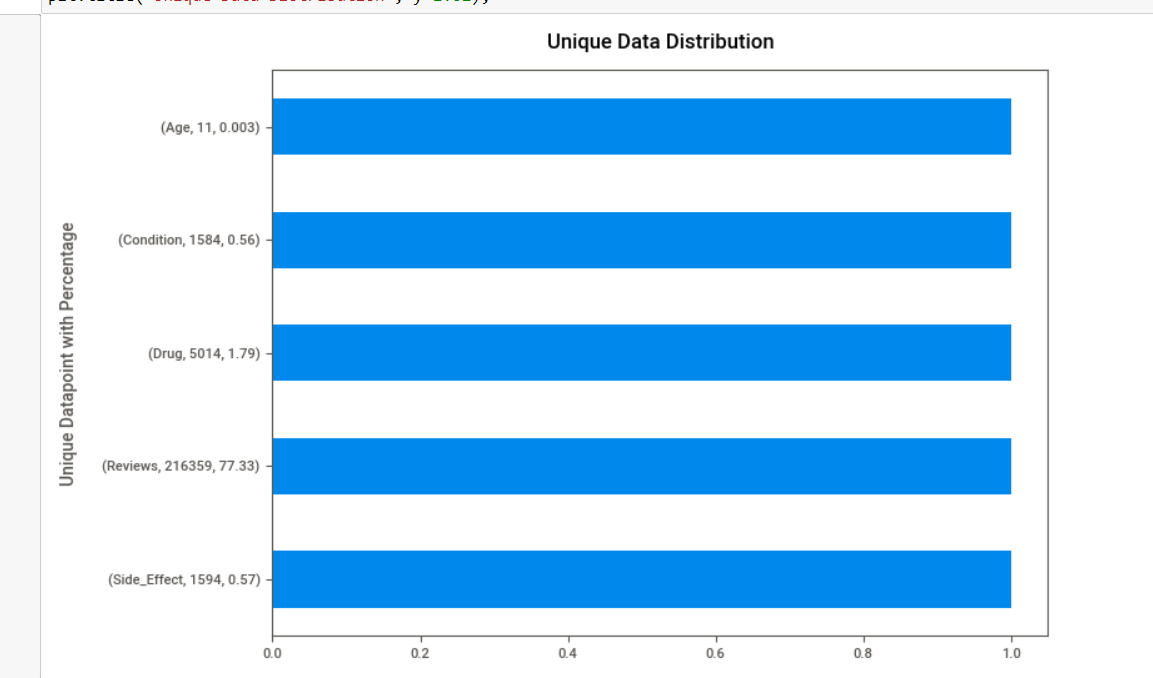 Unique Data Distribution
Unique Datapoint with Percentage
(Age, 11, 0.003)
(Condition, 1584, 0.56)
(Drug, 5014, 1.79)
(Reviews, 216359, 77.33)
(Side_Effect, 1594, 0.57)
0.0 0.2 0.4 0.6 0.8 1.0